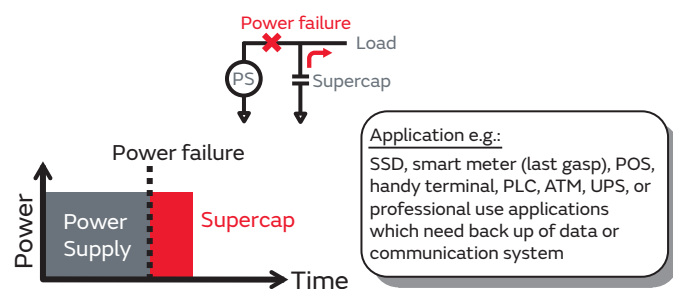 Power failure
Load
PS
Supercap
Power failure
Power
Power
Supply
Supercap
Time
Application e.g.:
SSD, smart meter (last gasp), POS,
handy terminal, PLC, ATM, UPS, or
professional use applications
which need back up of data or
communication system